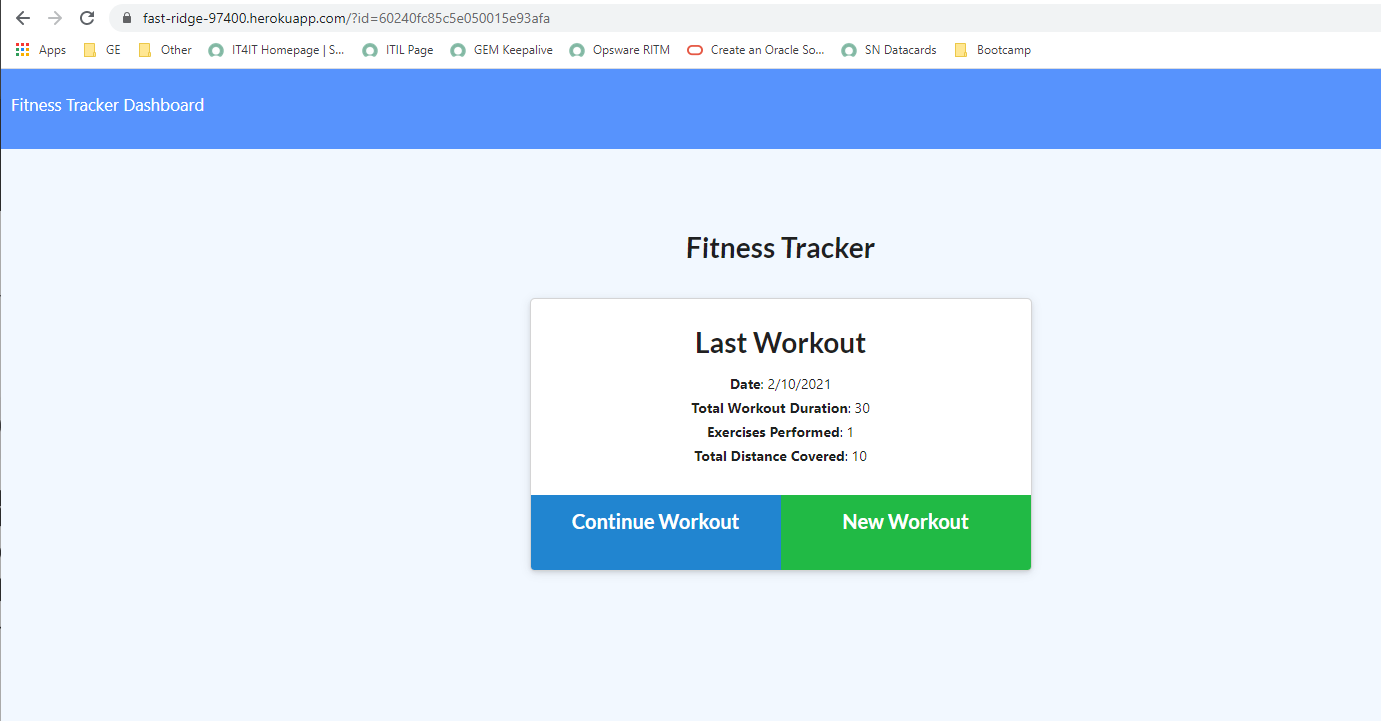 fast-ridge-97400.herokuapp.com/?id=60240fc85c5e050015e93afa
Apps GE Other IT4IT Homepage | S... ITIL Page GEM Keepalive Opsware RITM Create an Oracle So... SN Datacards Bootcamp
Fitness Tracker Dashboard
Fitness Tracker
Last Workout
Date: 2/10/2021
Total Workout Duration: 30
Exercises Performed: 1
Total Distance Covered: 10
Continue Workout New Workout